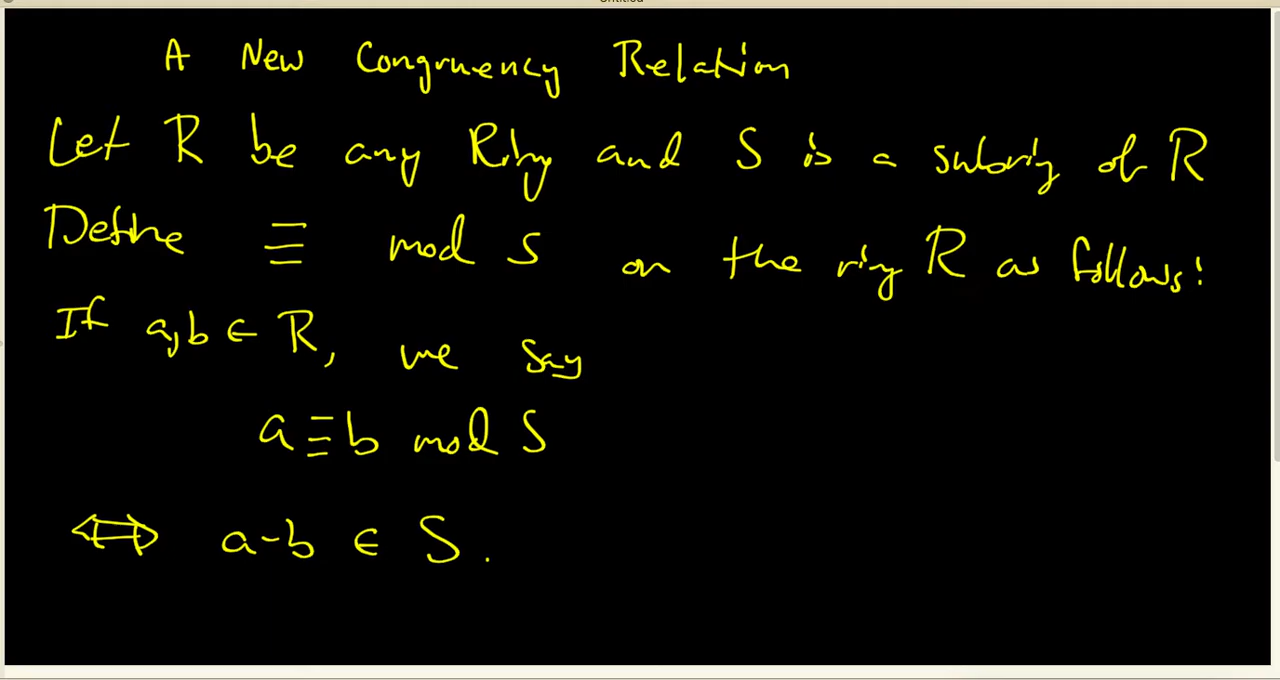 A New Congruency Relation
Let R be any Ring and S is a subring of R
Define ≡ mod S on the ring R as follows:
If a,b ∈ R, we say
a ≡ b mod S
⟺ a-b ∈ S.